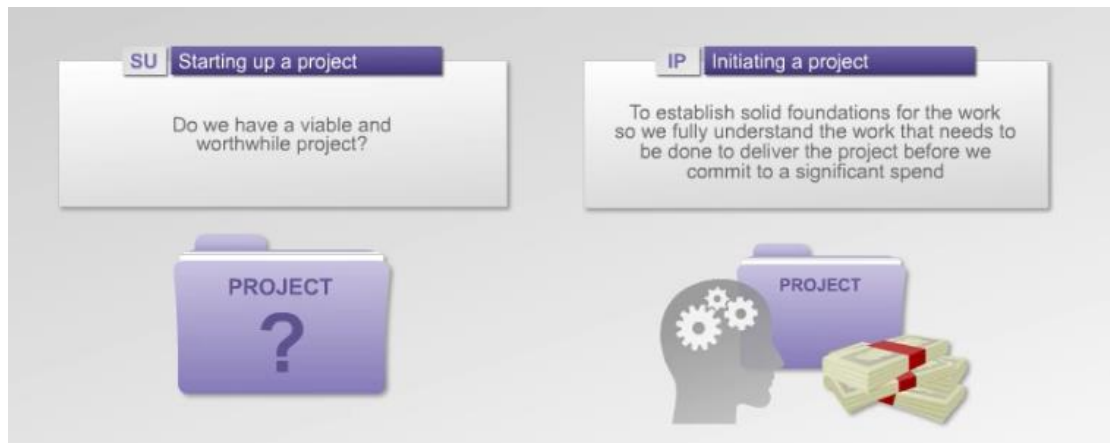 SU Starting up a project
Do we have a viable and
worthwhile project?
PROJECT
?
IP Initiating a project
To establish solid foundations for the work
so we fully understand the work that needs to
be done to deliver the project before we
commit to a significant spend
PROJECT